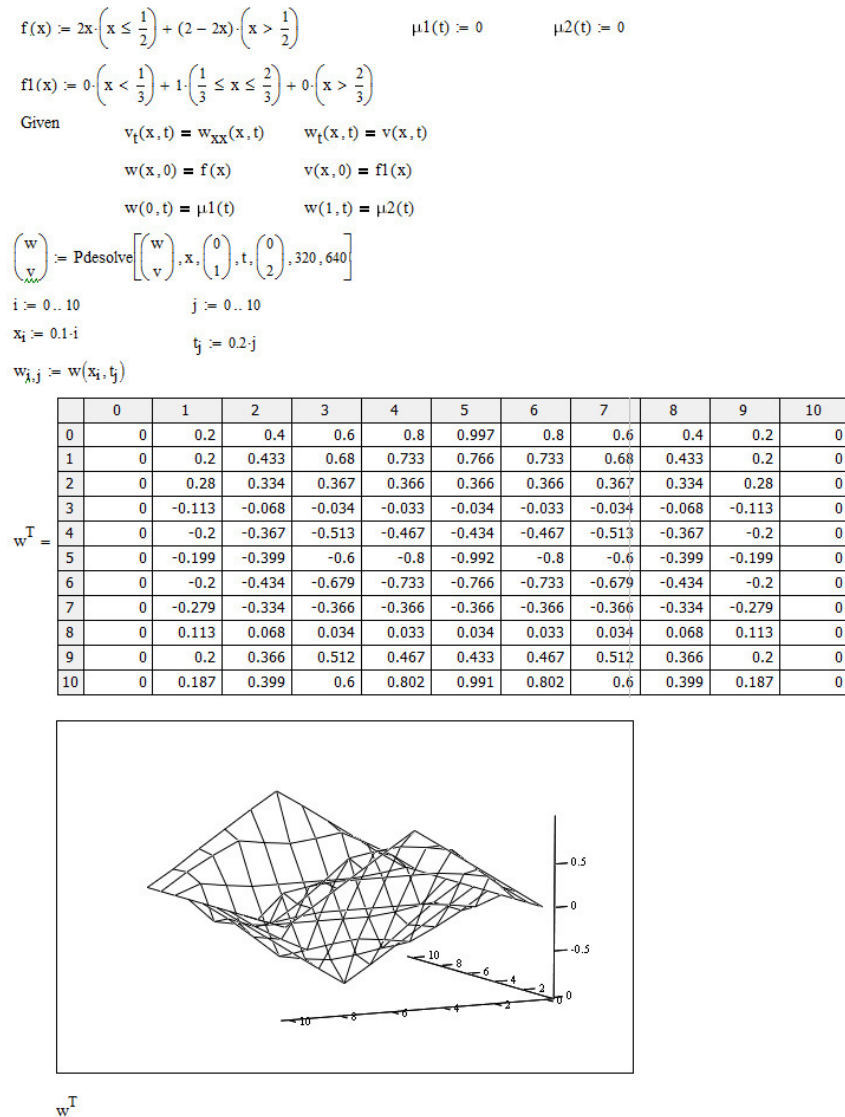 f(x) := 2x·(x ≤ 1/2) + (2 − 2x)·(x > 1/2) μ1(t) := 0 μ2(t) := 0
f1(x) := 0·(x < 1/3) + 1·(1/3 ≤ x ≤ 2/3) + 0·(x > 2/3)
Given
v_t(x,t) = w_xx(x,t) w_t(x,t) = v(x,t)
w(x,0) = f(x) v(x,0) = f1(x)
w(0,t) = μ1(t) w(1,t) = μ2(t)
(w v) := Pdesolve[(w v), x, (0 1), t, (0 2), 320, 640]
i := 0.. 10 j := 0.. 10
x_i := 0.1·i t_j := 0.2·j
w_i,j := w(x_i, t_j)
w^T =
0 1 2 3 4 5 6 7 8 9 10
0 0 0.2 0.4 0.6 0.8 0.997 0.8 0.6 0.4 0.2 0
1 0 0.2 0.433 0.68 0.733 0.766 0.733 0.68 0.433 0.2 0
2 0 0.28 0.334 0.367 0.366 0.366 0.366 0.367 0.334 0.28 0
3 0 -0.113 -0.068 -0.034 -0.033 -0.034 -0.033 -0.034 -0.068 -0.113 0
4 0 -0.2 -0.367 -0.513 -0.467 -0.434 -0.467 -0.513 -0.367 -0.2 0
5 0 -0.199 -0.399 -0.6 -0.8 -0.992 -0.8 -0.6 -0.399 -0.199 0
6 0 -0.2 -0.434 -0.679 -0.733 -0.766 -0.733 -0.679 -0.434 -0.2 0
7 0 -0.279 -0.334 -0.366 -0.366 -0.366 -0.366 -0.366 -0.334 -0.279 0
8 0 0.113 0.068 0.034 0.033 0.034 0.033 0.034 0.068 0.113 0
9 0 0.2 0.366 0.512 0.467 0.433 0.467 0.512 0.366 0.2 0
10 0 0.187 0.399 0.6 0.802 0.991 0.802 0.6 0.399 0.187 0
0.5
0
-0.5
0
10 8 6 4 2 0
10 8 6 4 2
w^T